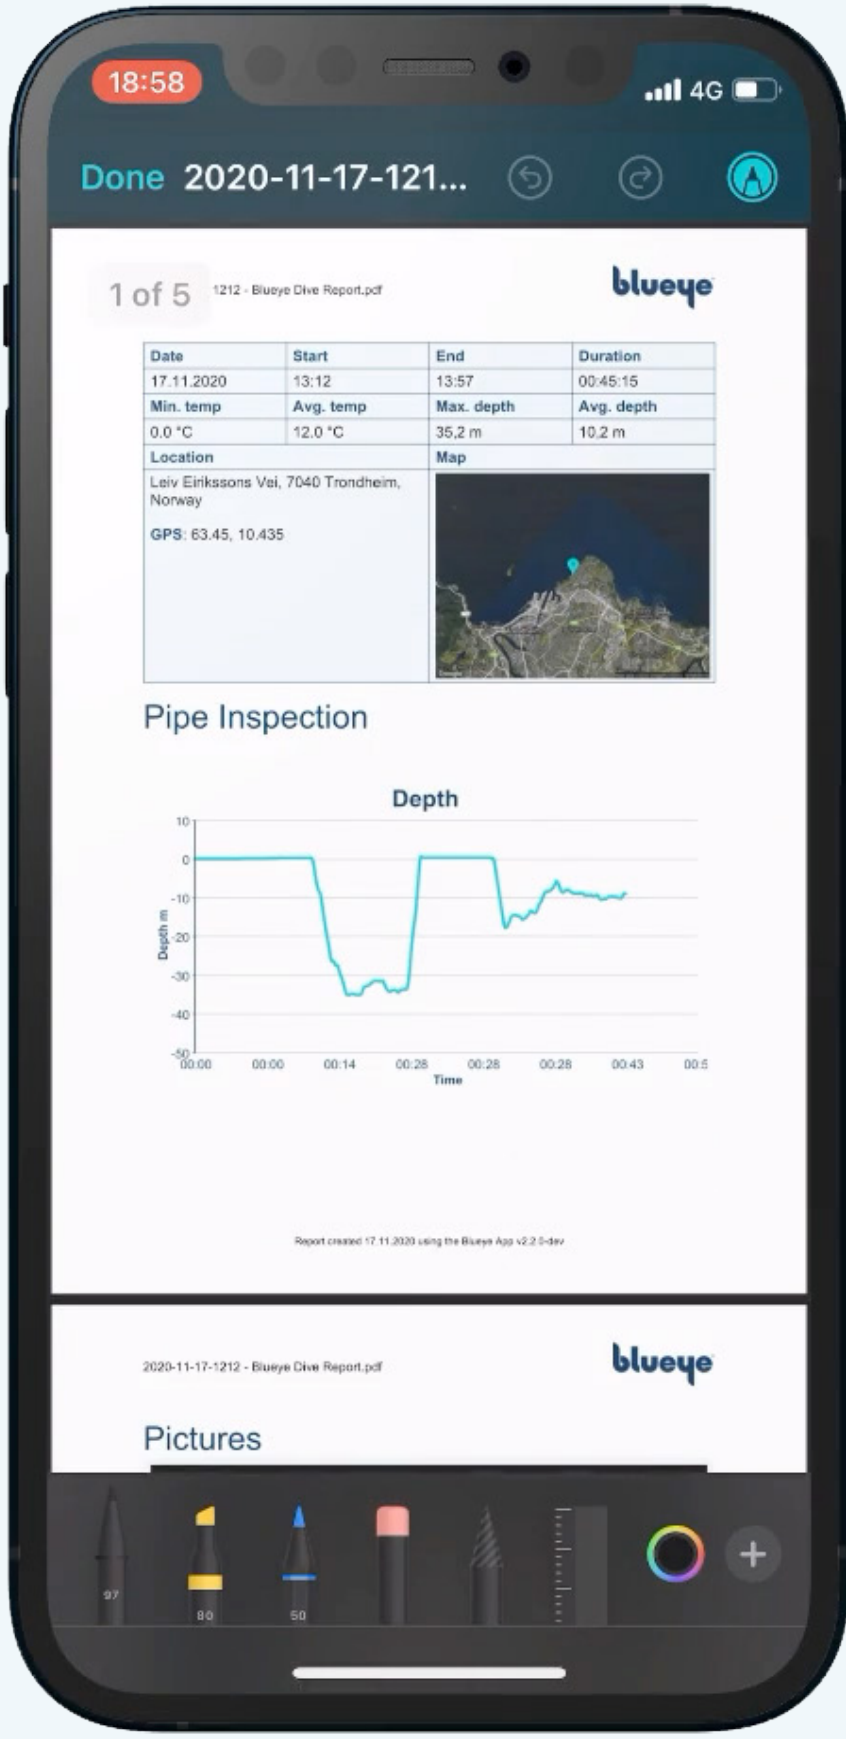 18:58
4G
Done 2020-11-17-121...
1 of 5 1212 - Blueye Dive Report.pdf
blueye
Date Start End Duration
17.11.2020 13:12 13:57 00:45:15
Min. temp Avg. temp Max. depth Avg. depth
0.0 °C 12.0 °C 35,2 m 10,2 m
Location Map
Leiv Eirikssons Vei, 7040 Trondheim,
Norway
GPS: 63.45, 10.435
Pipe Inspection
Depth
10
0
-10
-20
-30
-40
-50
Depth m
00:00 00:00 00:14 00:28 00:28 00:28 00:43 00:5
Time
Report created 17.11.2020 using the Blueye App v2.2.0-dev
2020-11-17-1212 - Blueye Dive Report.pdf
blueye
Pictures
97
80
50